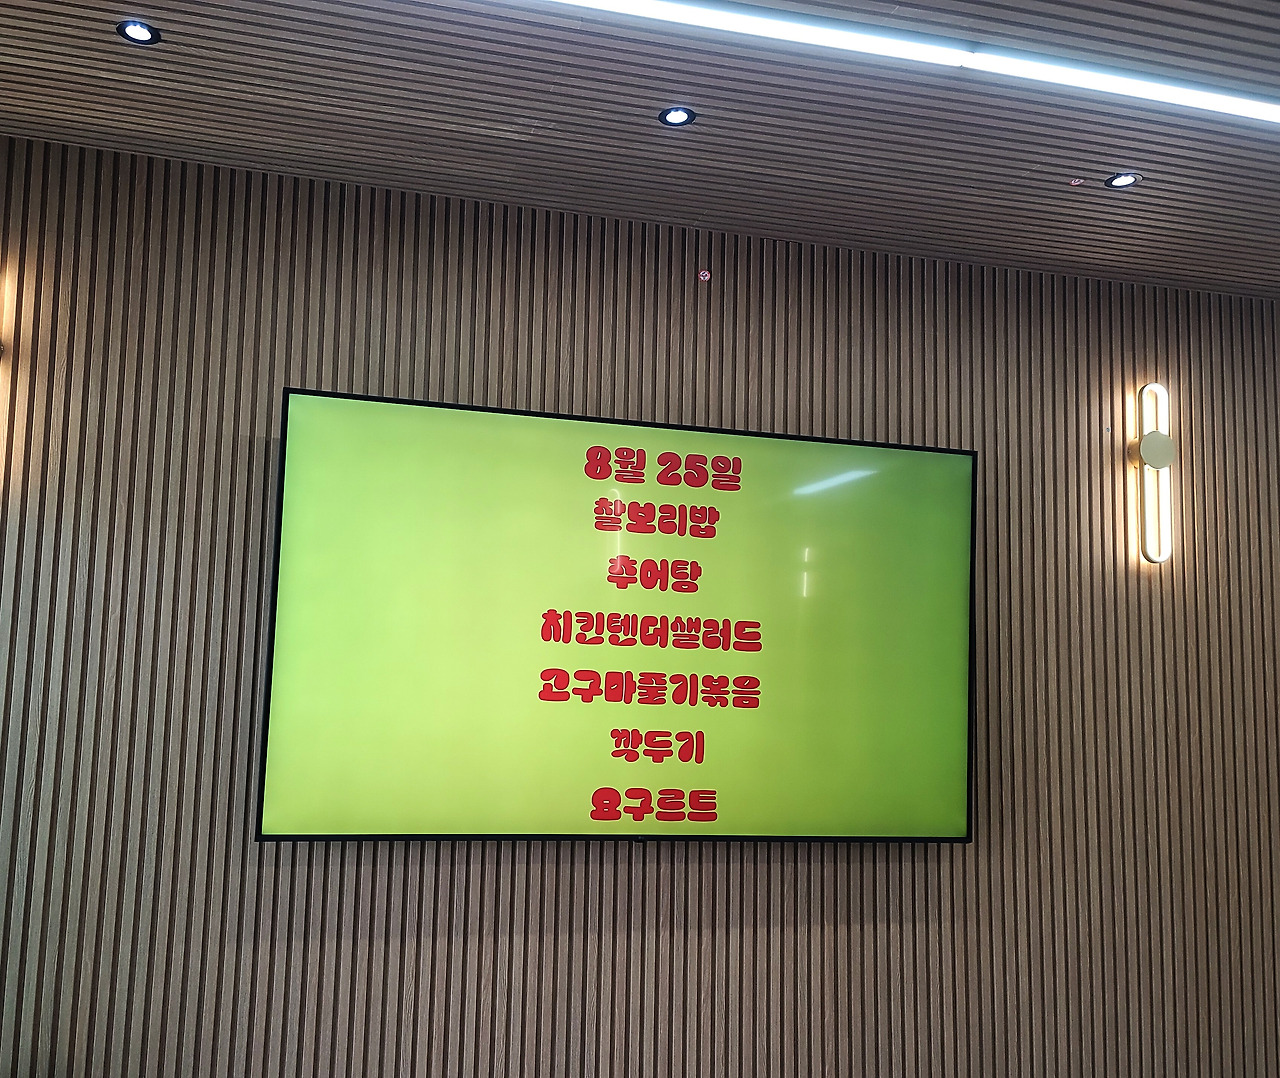 8월 25일
찰보리밥
추어탕
치킨텐더샐러드
고구마줄기볶음
깍두기
요구르트